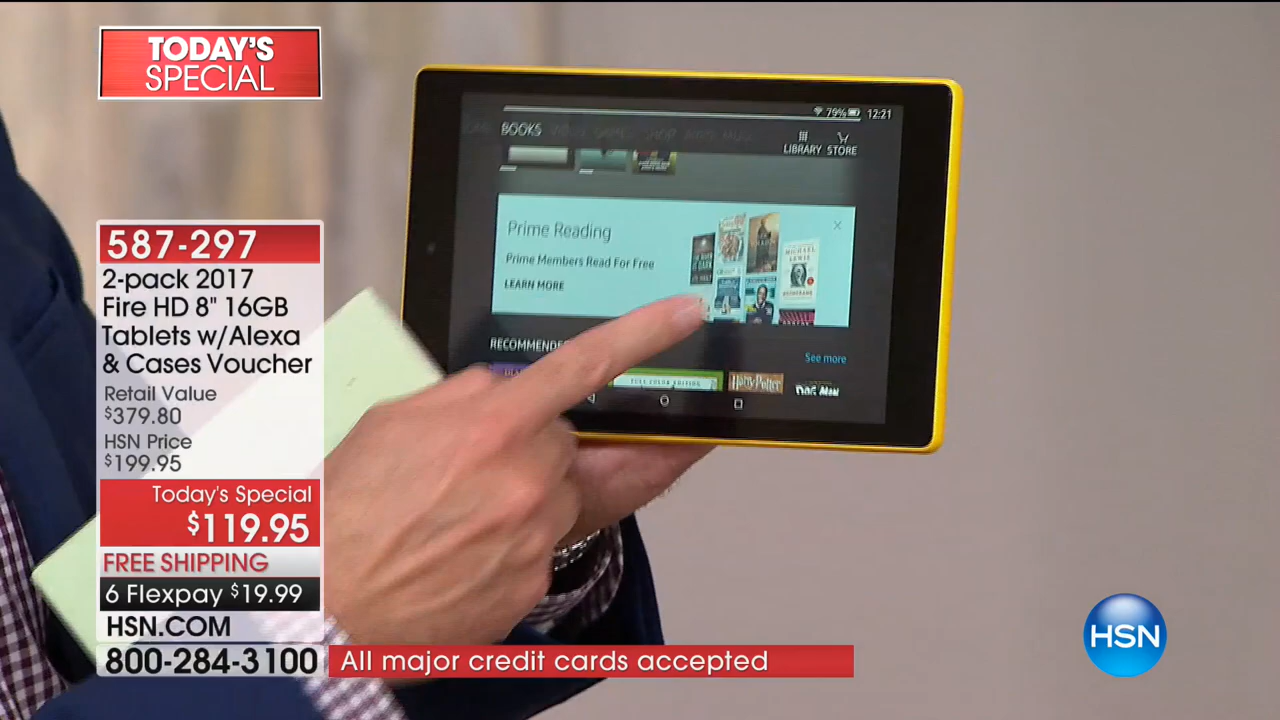 TODAY'S
SPECIAL
587-297
2-pack 2017
Fire HD 8" 16GB
Tablets w/Alexa
& Cases Voucher
Retail Value
$379.80
HSN Price
$199.95
Today's Special
$119.95
FREE SHIPPING
6 Flexpay $19.99
HSN.COM
800-284-3100
All major credit cards accepted
HSN
79% 12:21
BOOKS
LIBRARY STORE
Prime Reading
Prime Members Read For Free
LEARN MORE
MICHAEL
LEWIS
See more
FULL COLOR EDITION
Harry Potter